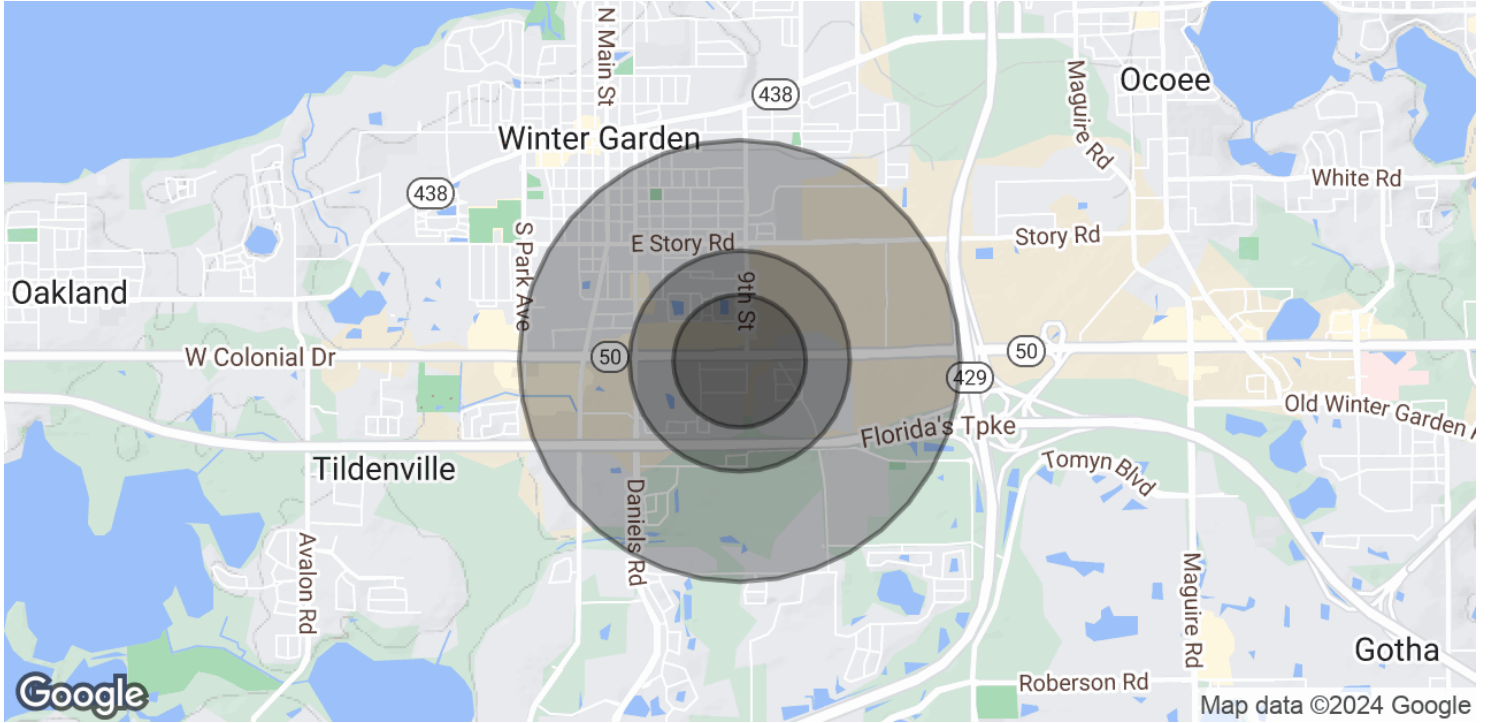 N Main St
438
Maguire Rd
Ocoee
Winter Garden
438
White Rd
S Park Ave
E Story Rd
Story Rd
Oakland
9th St
W Colonial Dr
50
50
429
Old Winter Garden R
Florida's Tpke
Tildenville
Tomyn Blvd
Daniels Rd
Avalon Rd
Maguire Rd
Gotha
Roberson Rd
Google
Map data ©2024 Google